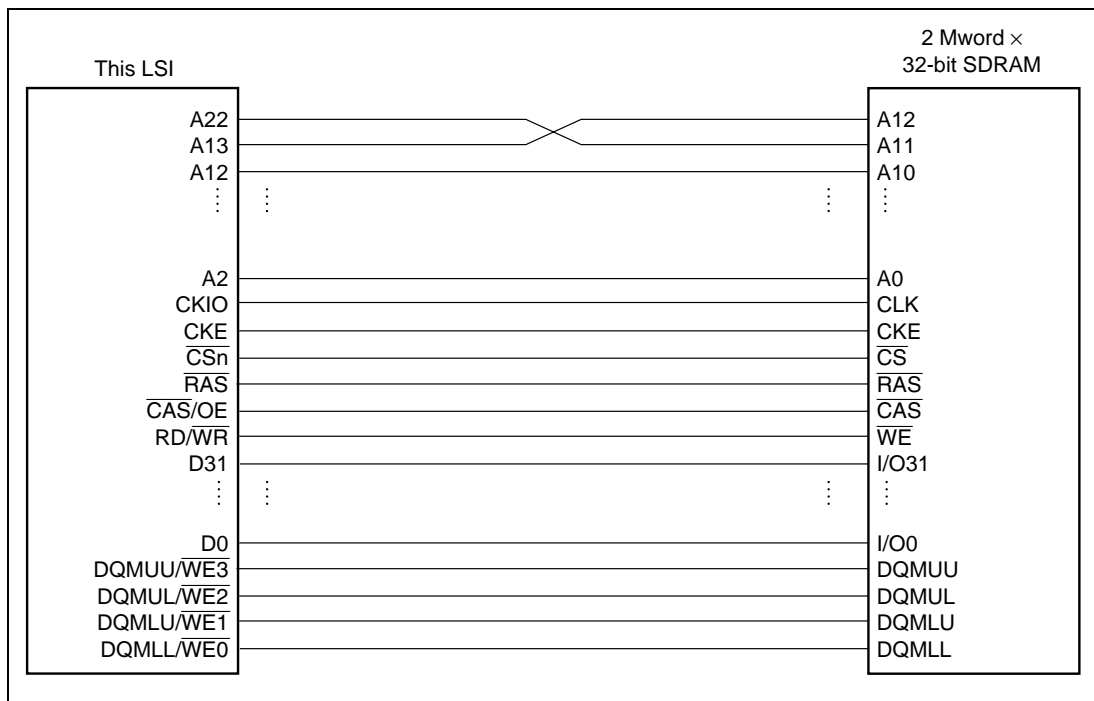 This LSI
2 Mword ×
32-bit SDRAM
A22
A13
A12
A2
CKIO
CKE
CSn
RAS
CAS/OE
RD/WR
D31
D0
DQMUU/WE3
DQMUL/WE2
DQMLU/WE1
DQMLL/WE0
A12
A11
A10
A0
CLK
CKE
CS
RAS
CAS
WE
I/O31
I/O0
DQMUU
DQMUL
DQMLU
DQMLL